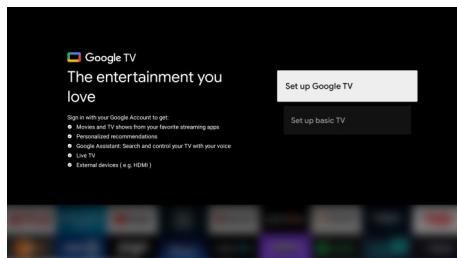 Google TV
The entertainment you
love
Sign in with your Google Account to get:
Movies and TV shows from your favorite streaming apps
Personalized recommendations
Google Assistant: Search and control your TV with your voice
Live TV
External devices ( e.g. HDMI )
Set up Google TV
Set up basic TV